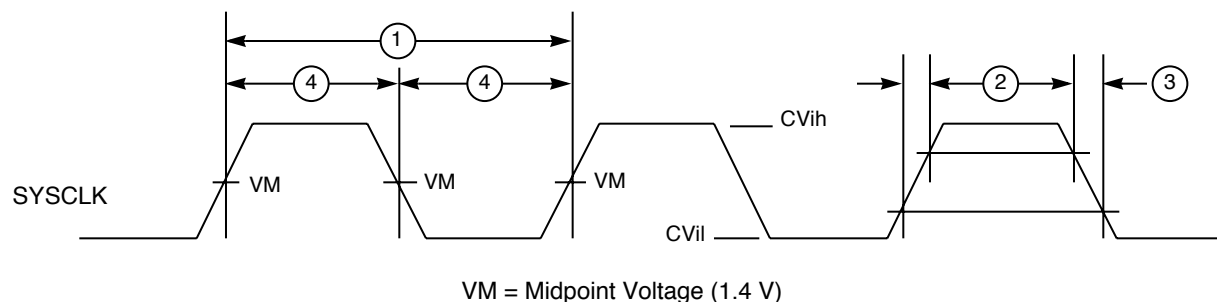 1
4
4
2
3
CVih
VM
VM
VM
SYSCLK
CVil
VM = Midpoint Voltage (1.4 V)